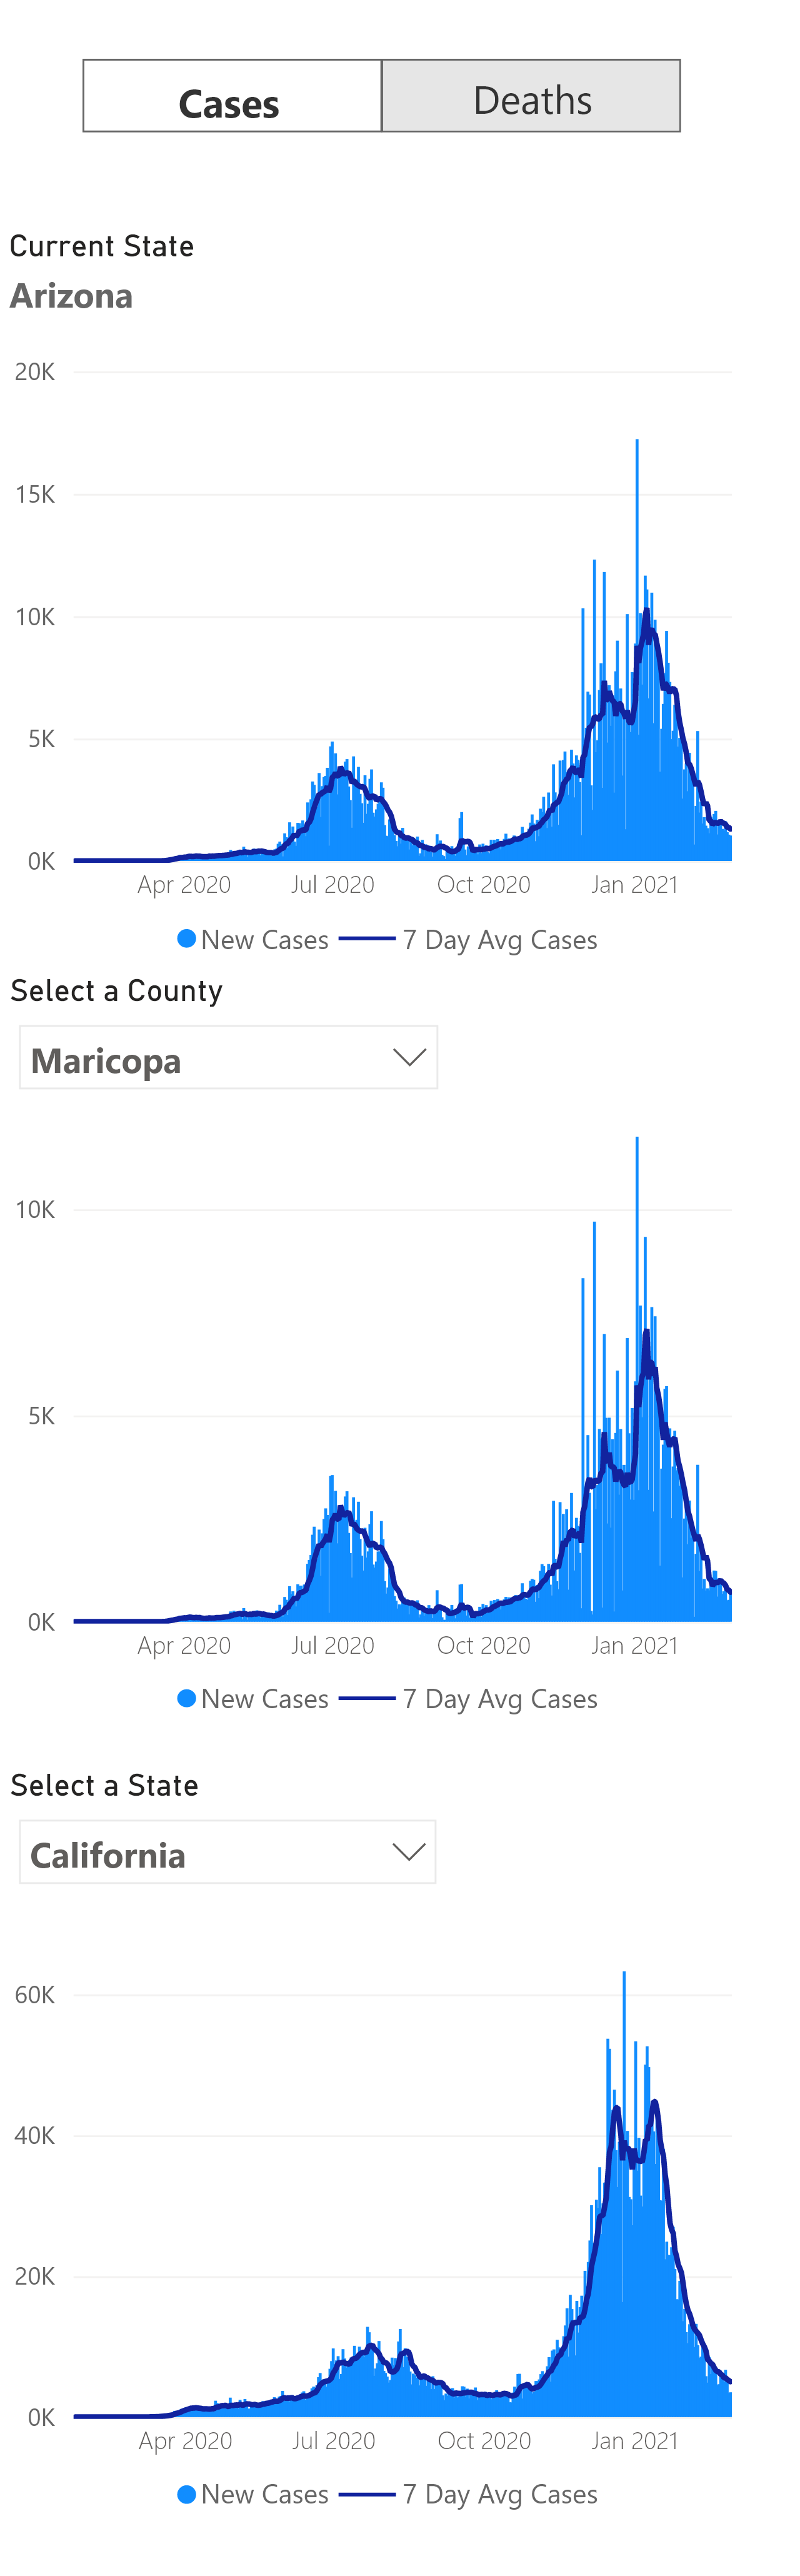 Cases Deaths
Current State
Arizona
20K
15K
10K
5K
0K
Apr 2020 Jul 2020 Oct 2020 Jan 2021
New Cases 7 Day Avg Cases
Select a County
Maricopa
10K
5K
0K
Apr 2020 Jul 2020 Oct 2020 Jan 2021
New Cases 7 Day Avg Cases
Select a State
California
60K
40K
20K
0K
Apr 2020 Jul 2020 Oct 2020 Jan 2021
New Cases 7 Day Avg Cases